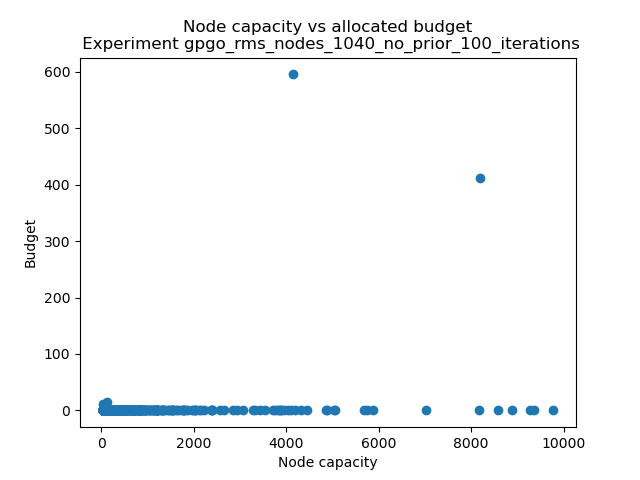 Node capacity vs allocated budget
Experiment gpgo_rms_nodes_1040_no_prior_100_iterations
600
500
400
300
200
100
0
Budget
0 2000 4000 6000 8000 10000
Node capacity